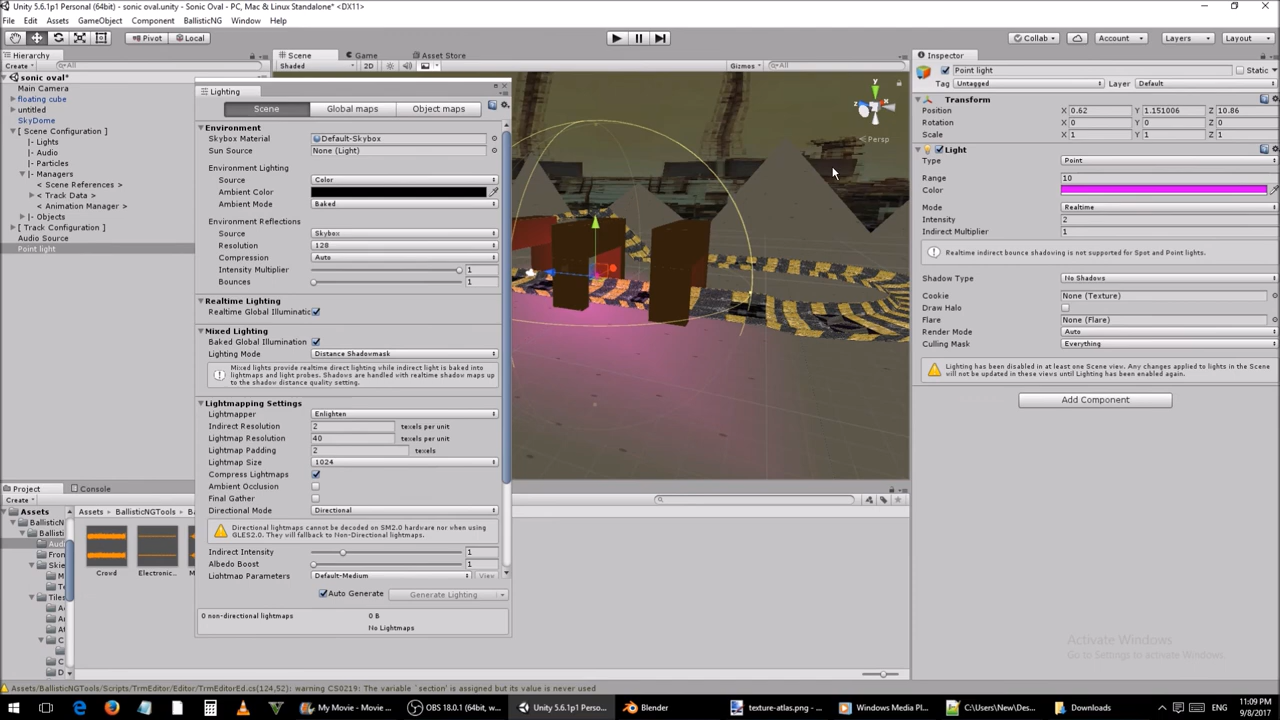 Unity 5.6.1p1 Personal (64bit) - sonic oval.unity - Sonic Oval - PC, Mac & Linux Standalone* <DX11>
File Edit Assets GameObject Component BallisticNG Window Help
Pivot Local Collab Account Layers Layout
Hierarchy
Create All
sonic oval*
Main Camera
floating cube
untitled
SkyDome
[ Scene Configuration ]
|- Lights
|- Audio
|- Particles
|- Managers
< Scene References >
< Track Data >
< Animation Manager >
|- Objects
[ Track Configuration ]
Audio Source
Point light
Scene Game Asset Store
Shaded 2D Gizmos All
Persp
Lighting
Scene Global maps Object maps
Environment
Skybox Material Default-Skybox
Sun Source None (Light)
Environment Lighting
Source Color
Ambient Color
Ambient Mode Baked
Environment Reflections
Source Skybox
Resolution 128
Compression Auto
Intensity Multiplier 1
Bounces 1
Realtime Lighting
Realtime Global Illuminatic
Mixed Lighting
Baked Global Illumination
Lighting Mode Distance Shadowmask
Mixed lights provide realtime direct lighting while indirect light is baked into
lightmaps and light probes. Shadows are handled with realtime shadow maps up
to the shadow distance quality setting.
Lightmapping Settings
Lightmapper Enlighten
Indirect Resolution 2 texels per unit
Lightmap Resolution 40 texels per unit
Lightmap Padding 2 texels
Lightmap Size 1024
Compress Lightmaps
Ambient Occlusion
Final Gather
Directional Mode Directional
Directional lightmaps cannot be decoded on SM2.0 hardware nor when using
GLES2.0. They will fallback to Non-Directional lightmaps.
Indirect Intensity 1
Albedo Boost 1
Lightmap Parameters Default-Medium View
Auto Generate Generate Lighting
0 non-directional lightmaps 0 B
No Lightmaps
Inspector
Point light Static
Tag Untagged Layer Default
Transform
Position X 0.62 Y 1.151006 Z 10.86
Rotation X 0 Y 0 Z 0
Scale X 1 Y 1 Z 1
Light
Type Point
Range 10
Color
Mode Realtime
Intensity 2
Indirect Multiplier 1
Realtime indirect bounce shadowing is not supported for Spot and Point lights.
Shadow Type No Shadows
Cookie None (Texture)
Draw Halo
Flare None (Flare)
Render Mode Auto
Culling Mask Everything
Lighting has been disabled in at least one Scene view. Any changes applied to lights in the Scene
will not be updated in these views until Lighting has been enabled again.
Add Component
Project Console
Create
Assets
BallisticN
Ballisti
Audi
Fron
Skie
M
T
Tiles
Assets BallisticNGTools
Crowd Electronic...
Activate Windows
Go to Settings to activate Windows.
Assets/BallisticNGTools/Scripts/TrmEditor/Editor/TrmEditorEd.cs(124,52): warning CS0219: The variable `section' is assigned but its value is never used
My Movie - Movie ... OBS 18.0.1 (64bit, w... Unity 5.6.1p1 Perso... Blender texture-atlas.png - ... Windows Media Pl... C:\Users\New\Des... Downloads
ENG
11:09 PM
9/8/2017